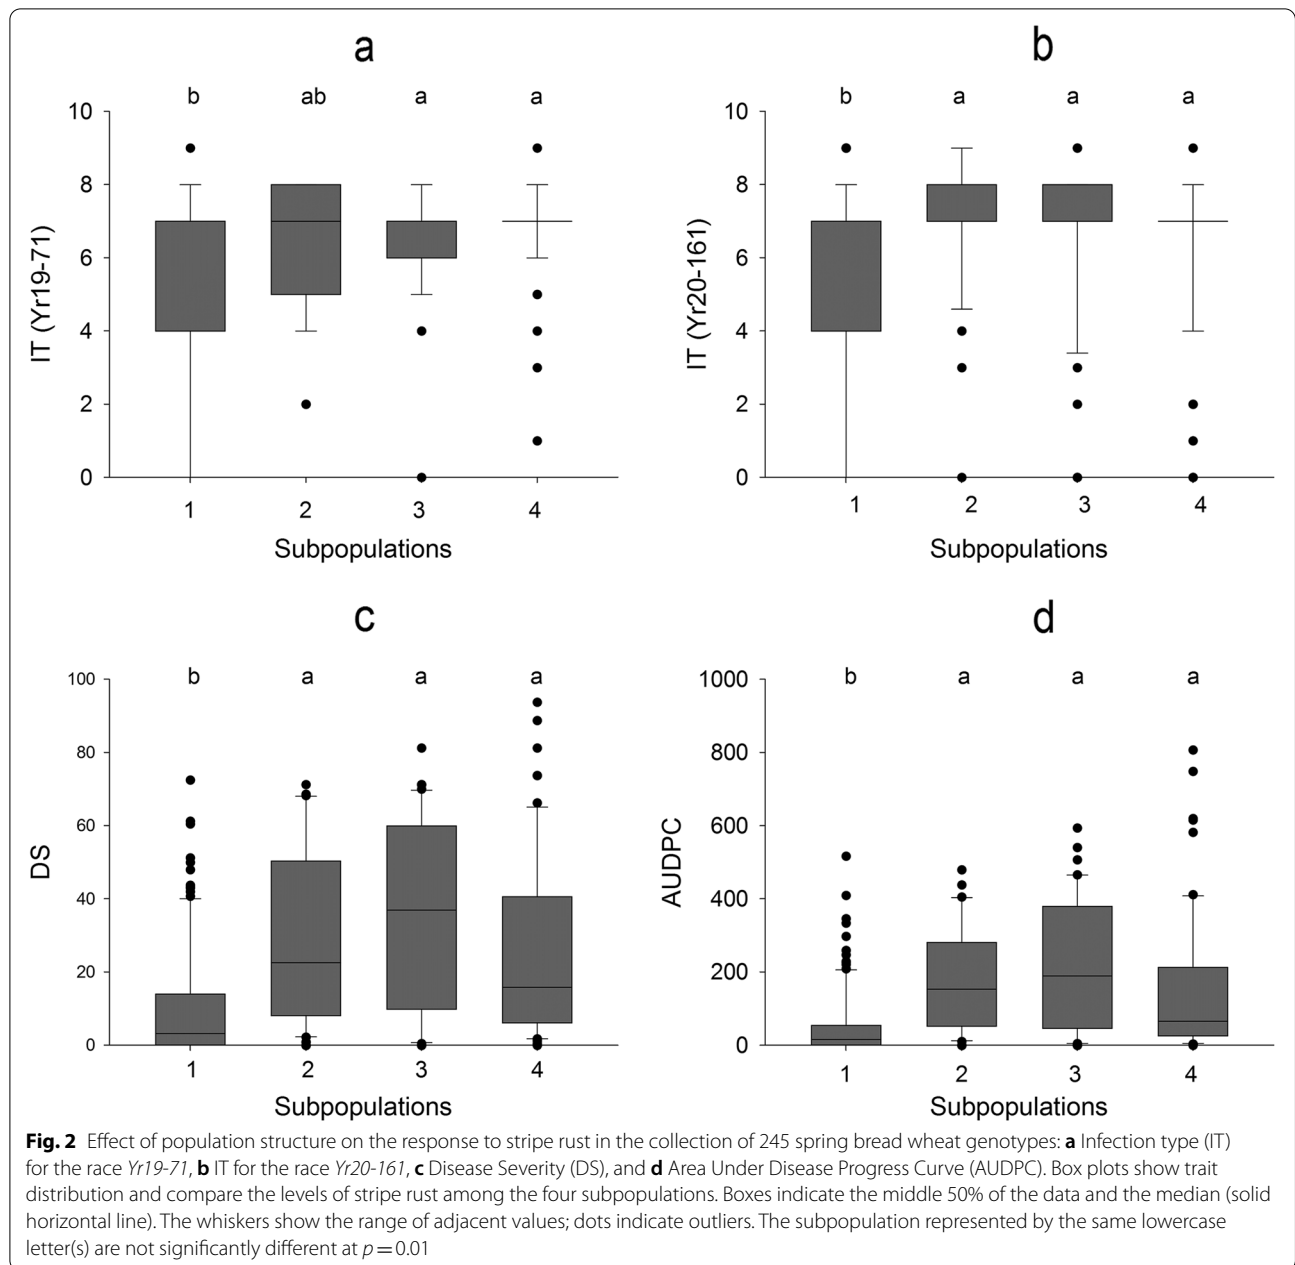 a
b ab a a
10
8
6
4
2
0
IT (Yr19-71)
1 2 3 4
Subpopulations
b
b a a a
10
8
6
4
2
0
IT (Yr20-161)
1 2 3 4
Subpopulations
c
b a a a
100
80
60
40
20
0
DS
1 2 3 4
Subpopulations
d
b a a a
1000
800
600
400
200
0
AUDPC
1 2 3 4
Subpopulations
Fig. 2 Effect of population structure on the response to stripe rust in the collection of 245 spring bread wheat genotypes: a Infection type (IT)
for the race Yr19-71, b IT for the race Yr20-161, c Disease Severity (DS), and d Area Under Disease Progress Curve (AUDPC). Box plots show trait
distribution and compare the levels of stripe rust among the four subpopulations. Boxes indicate the middle 50% of the data and the median (solid
horizontal line). The whiskers show the range of adjacent values; dots indicate outliers. The subpopulation represented by the same lowercase
letter(s) are not significantly different at p = 0.01